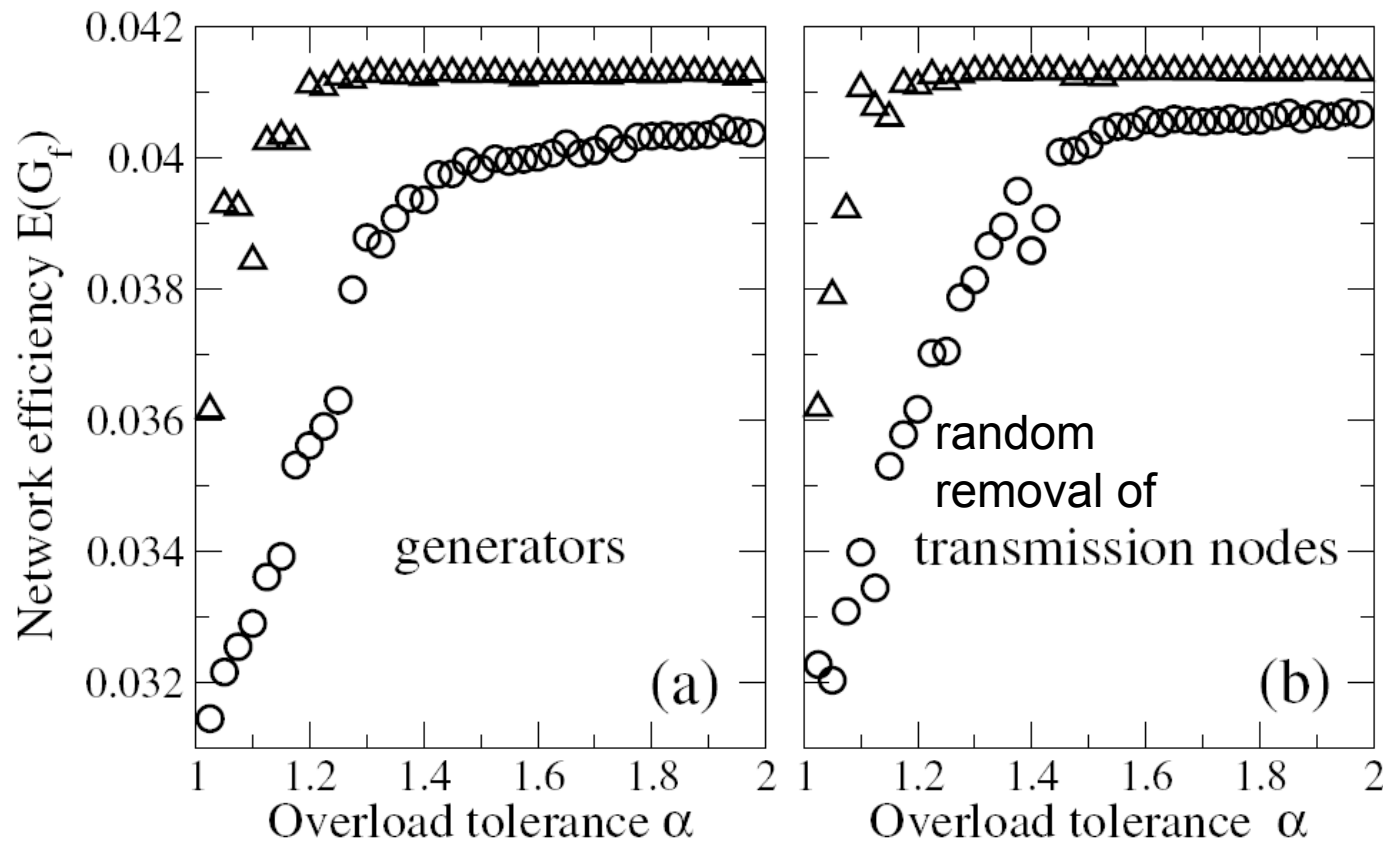 Network efficiency E(G_f)
0.042
0.04
0.038
0.036
0.034
0.032
generators
(a)
1 1.2 1.4 1.6 1.8 2
Overload tolerance α
random
removal of
transmission nodes
(b)
1 1.2 1.4 1.6 1.8 2
Overload tolerance α